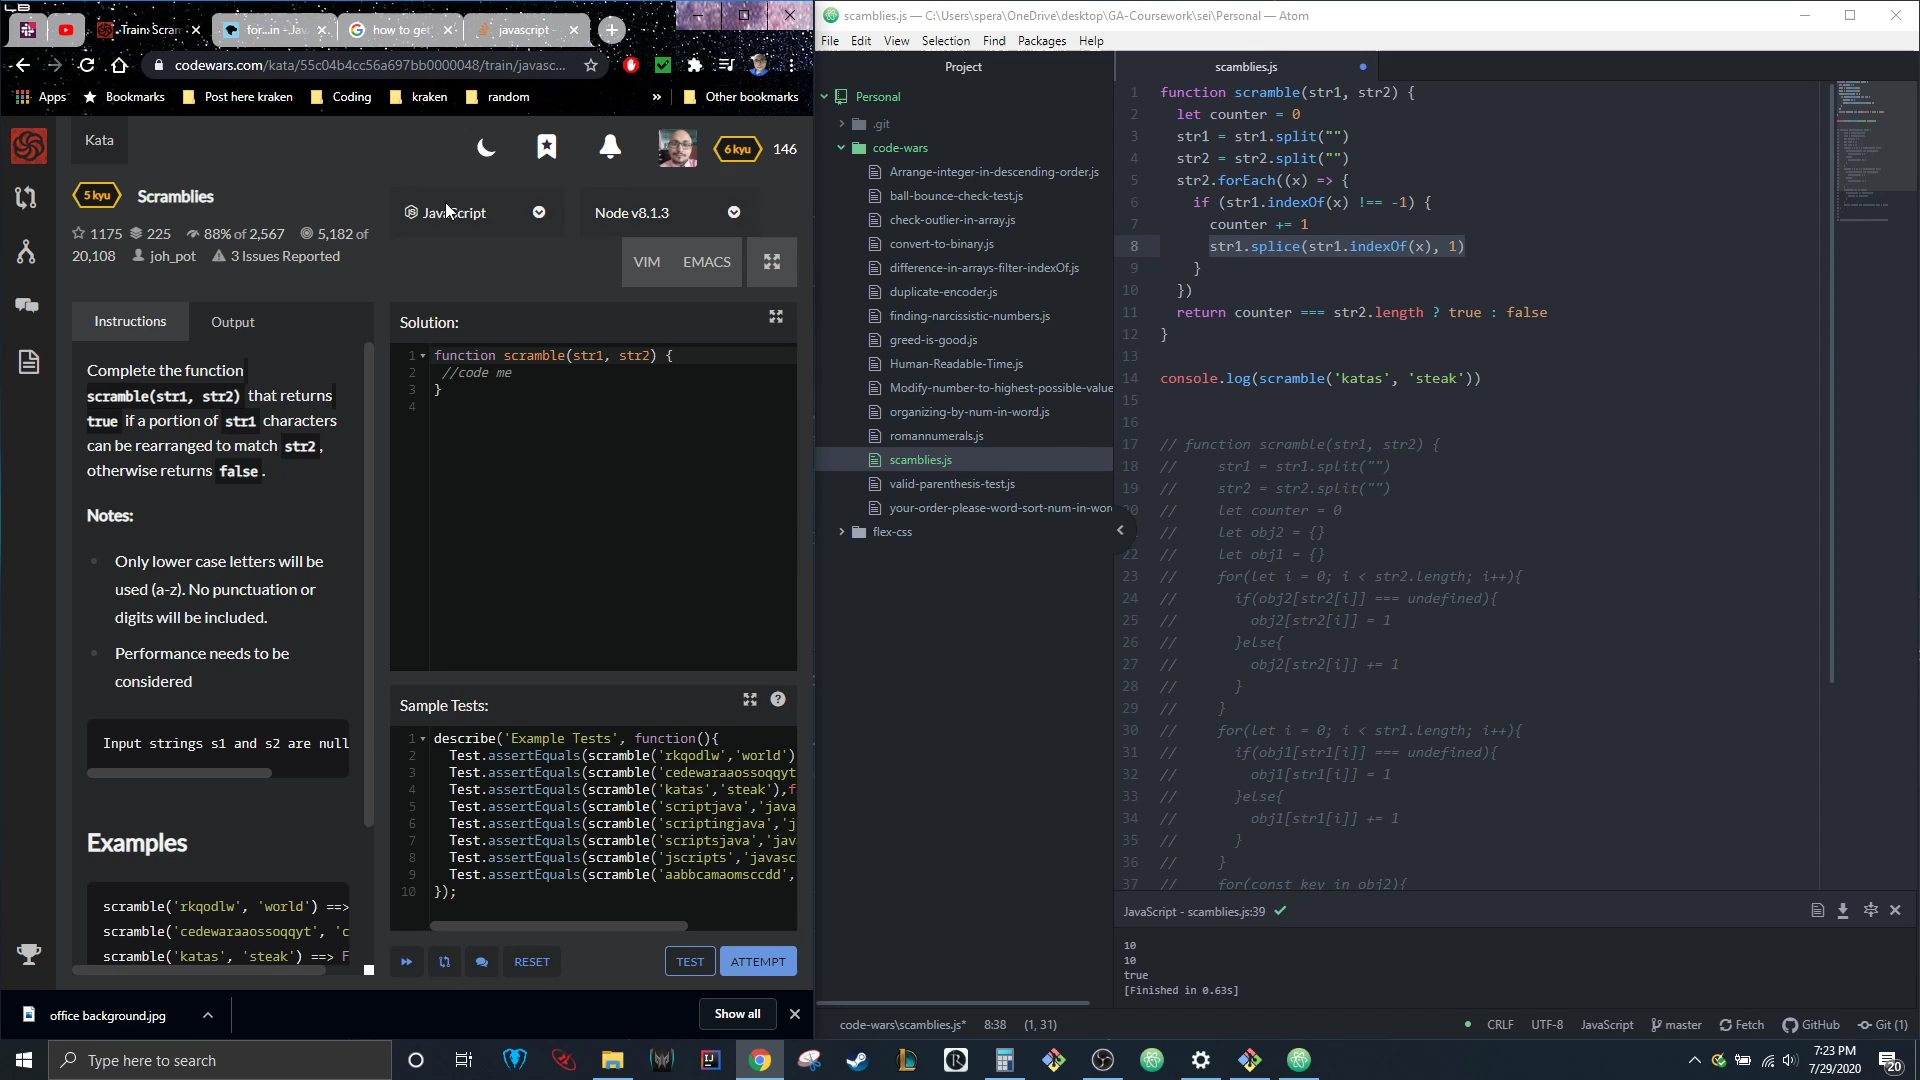 Train: Scram
for...in - Jav
how to get
javascript -
codewars.com/kata/55c04b4cc56a697bb0000048/train/javasc...
Apps
Bookmarks
Post here kraken
Coding
kraken
random
»
Other bookmarks
Kata
6 kyu
146
5 kyu
Scramblies
JavaScript
Node v8.1.3
1175
225
88% of 2,567
5,182 of
20,108
joh_pot
3 Issues Reported
VIM
EMACS
Instructions
Output
Complete the function
scramble(str1, str2) that returns
true if a portion of str1 characters
can be rearranged to match str2,
otherwise returns false.
Notes:
Only lower case letters will be
used (a-z). No punctuation or
digits will be included.
Performance needs to be
considered
Input strings s1 and s2 are null
Examples
scramble('rkqodlw', 'world') ==>
scramble('cedewaraaossoqqyt', 'c
scramble('katas', 'steak') ==> F
Solution:
1 function scramble(str1, str2) {
2 //code me
3 }
4
Sample Tests:
1 describe('Example Tests', function(){
2 Test.assertEquals(scramble('rkqodlw','world')
3 Test.assertEquals(scramble('cedewaraaossoqqyt
4 Test.assertEquals(scramble('katas','steak'),f
5 Test.assertEquals(scramble('scriptjava','java
6 Test.assertEquals(scramble('scriptingjava','j
7 Test.assertEquals(scramble('scriptsjava','jav
8 Test.assertEquals(scramble('jscripts','javasc
9 Test.assertEquals(scramble('aabbcamaomsccdd',
10 });
RESET
TEST
ATTEMPT
office background.jpg
Show all
scamblies.js — C:\Users\spera\OneDrive\desktop\GA-Coursework\sei\Personal — Atom
File Edit View Selection Find Packages Help
Project
Personal
.git
code-wars
Arrange-integer-in-descending-order.js
ball-bounce-check-test.js
check-outlier-in-array.js
convert-to-binary.js
difference-in-arrays-filter-indexOf.js
duplicate-encoder.js
finding-narcissistic-numbers.js
greed-is-good.js
Human-Readable-Time.js
Modify-number-to-highest-possible-value
organizing-by-num-in-word.js
romannumerals.js
scamblies.js
valid-parenthesis-test.js
your-order-please-word-sort-num-in-wor
flex-css
scamblies.js
1 function scramble(str1, str2) {
2 let counter = 0
3 str1 = str1.split("")
4 str2 = str2.split("")
5 str2.forEach((x) => {
6 if (str1.indexOf(x) !== -1) {
7 counter += 1
8 str1.splice(str1.indexOf(x), 1)
9 }
10 })
11 return counter === str2.length ? true : false
12 }
13
14 console.log(scramble('katas', 'steak'))
15
16
17 // function scramble(str1, str2) {
18 // str1 = str1.split("")
19 // str2 = str2.split("")
20 // let counter = 0
// let obj2 = {}
22 // let obj1 = {}
23 // for(let i = 0; i < str2.length; i++){
24 // if(obj2[str2[i]] === undefined){
25 // obj2[str2[i]] = 1
26 // }else{
27 // obj2[str2[i]] += 1
28 // }
29 // }
30 // for(let i = 0; i < str1.length; i++){
31 // if(obj1[str1[i]] === undefined){
32 // obj1[str1[i]] = 1
33 // }else{
34 // obj1[str1[i]] += 1
35 // }
36 // }
37 // for(const key in obj2){
JavaScript - scamblies.js:39
10
10
true
[Finished in 0.63s]
code-wars\scamblies.js* 8:38 (1, 31)
CRLF UTF-8 JavaScript master Fetch GitHub Git (1)
Type here to search
7:23 PM
7/29/2020
20